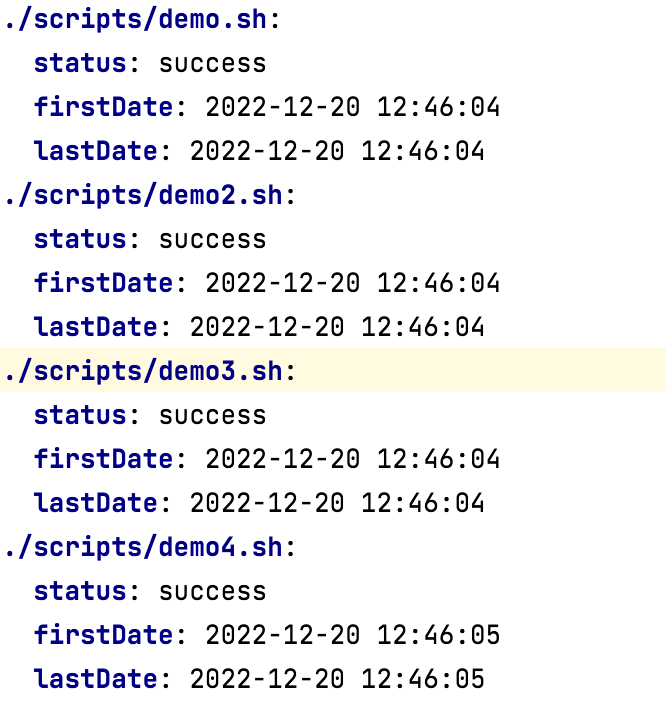 ./scripts/demo.sh:
  status: success
  firstDate: 2022-12-20 12:46:04
  lastDate: 2022-12-20 12:46:04
./scripts/demo2.sh:
  status: success
  firstDate: 2022-12-20 12:46:04
  lastDate: 2022-12-20 12:46:04
./scripts/demo3.sh:
  status: success
  firstDate: 2022-12-20 12:46:04
  lastDate: 2022-12-20 12:46:04
./scripts/demo4.sh:
  status: success
  firstDate: 2022-12-20 12:46:05
  lastDate: 2022-12-20 12:46:05